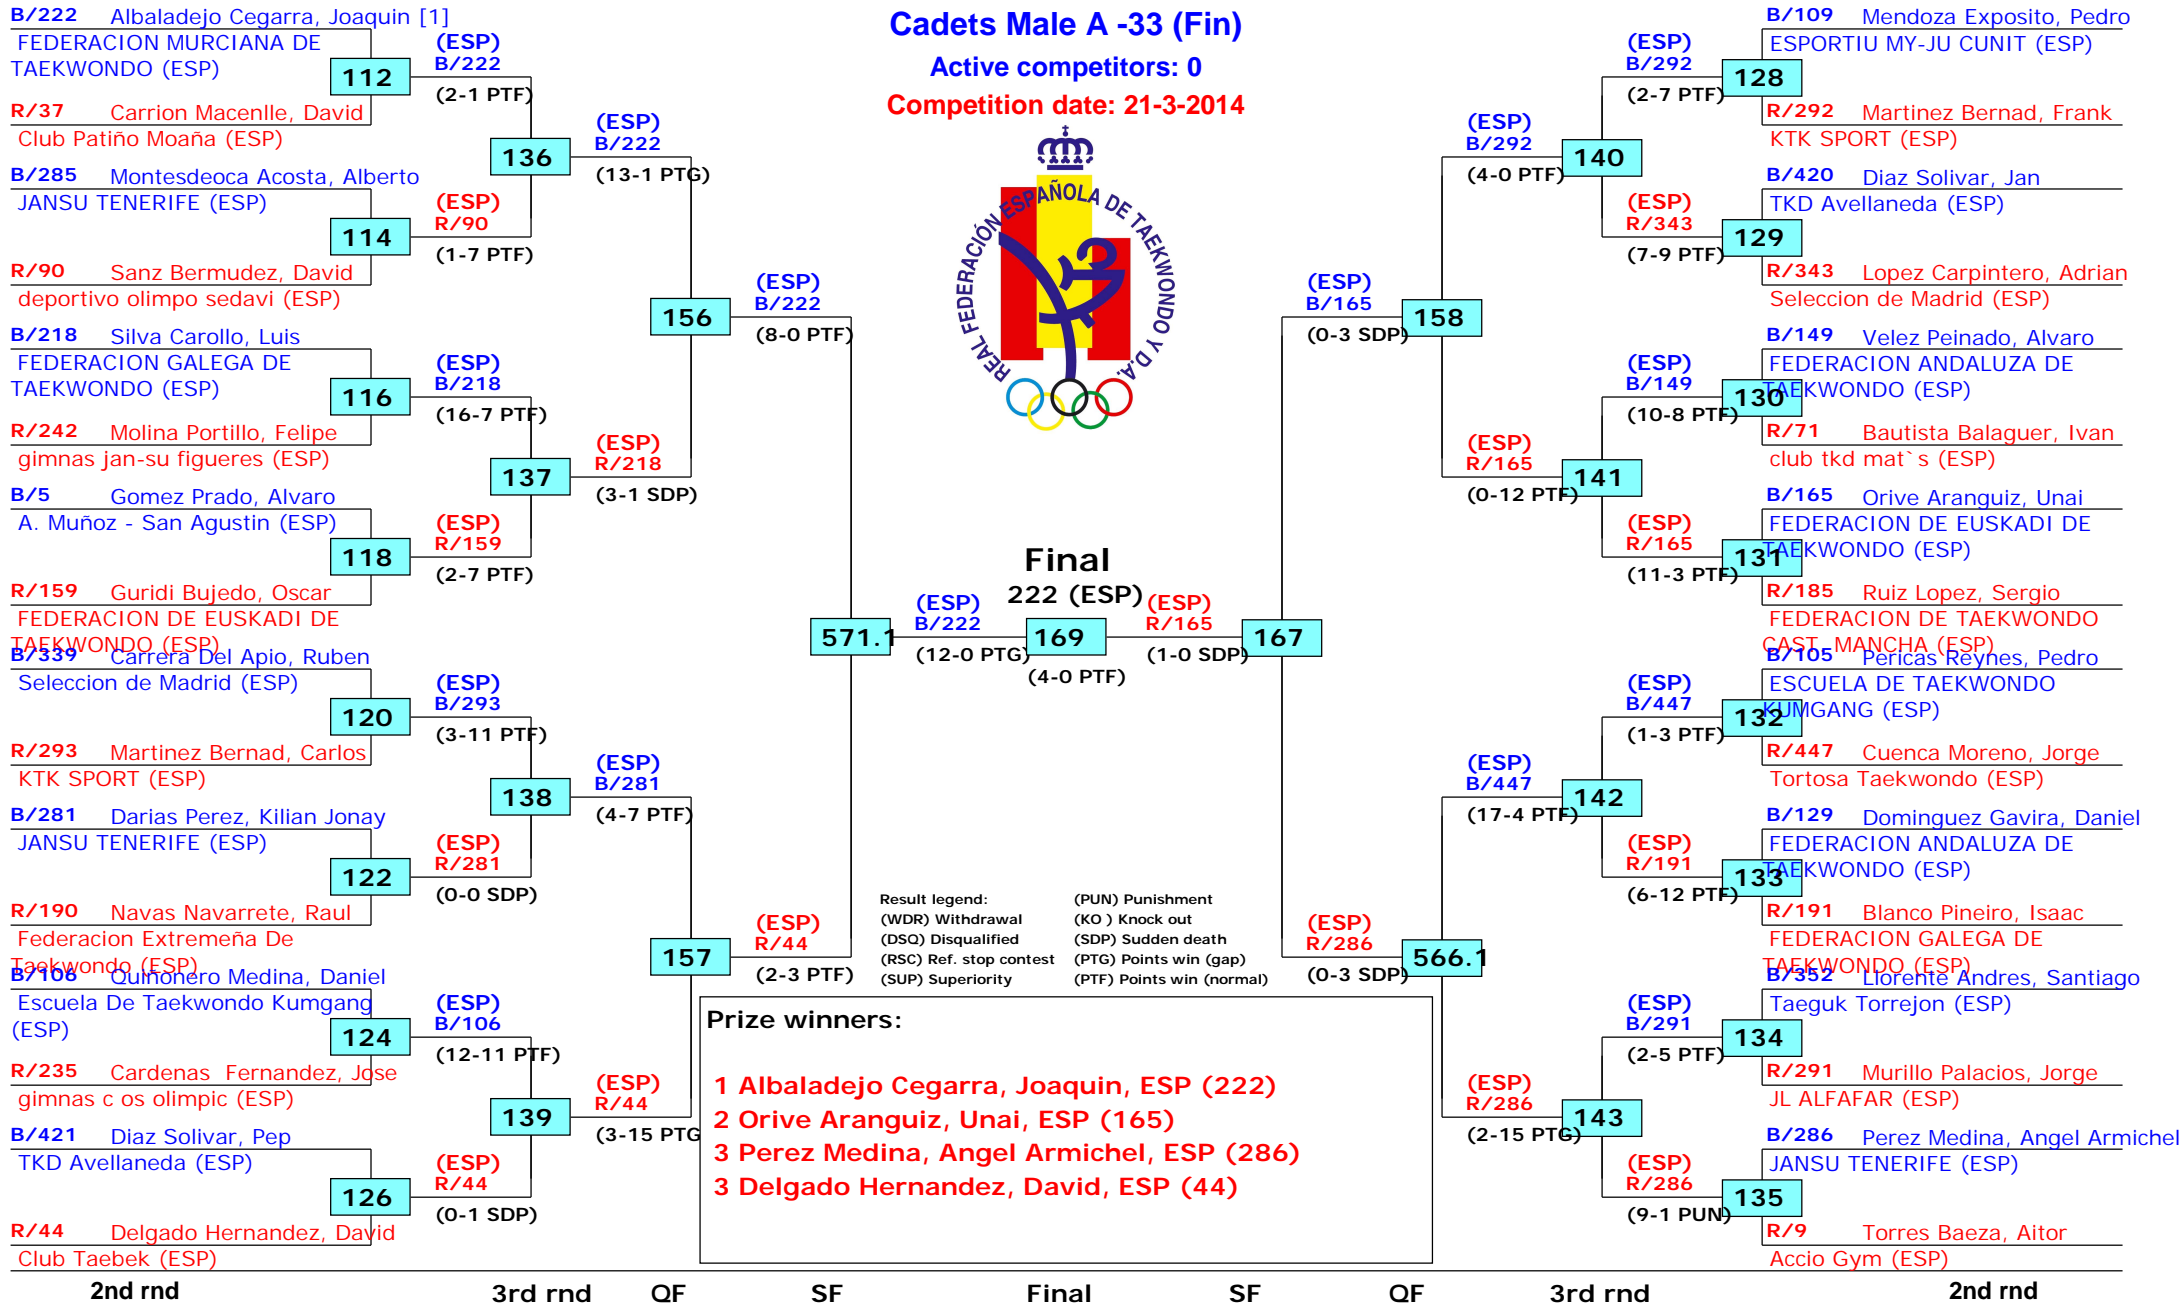 Cadets Male A -33 (Fin)
Active competitors: 0
Competition date: 21-3-2014
REAL FEDERACIÓN ESPAÑOLA DE TAEKWONDO Y D.A.
B/222 Albaladejo Cegarra, Joaquin [1]
FEDERACION MURCIANA DE
TAEKWONDO (ESP)
112
R/37 Carrion Macenlle, David
Club Patiño Moaña (ESP)
B/285 Montesdeoca Acosta, Alberto
JANSU TENERIFE (ESP)
114
R/90 Sanz Bermudez, David
deportivo olimpo sedavi (ESP)
B/218 Silva Carollo, Luis
FEDERACION GALEGA DE
TAEKWONDO (ESP)
116
R/242 Molina Portillo, Felipe
gimnas jan-su figueres (ESP)
B/5 Gomez Prado, Alvaro
A. Muñoz - San Agustin (ESP)
118
R/159 Guridi Bujedo, Oscar
FEDERACION DE EUSKADI DE
TAEKWONDO (ESP)
B/339 Carrera Del Apio, Ruben
Seleccion de Madrid (ESP)
120
R/293 Martinez Bernad, Carlos
KTK SPORT (ESP)
B/281 Darias Perez, Kilian Jonay
JANSU TENERIFE (ESP)
122
R/190 Navas Navarrete, Raul
Federacion Extremeña De
Taekwondo (ESP)
B/106 Quiñonero Medina, Daniel
Escuela De Taekwondo Kumgang
(ESP)
124
R/235 Cardenas  Fernandez, Jose
gimnas c os olimpic (ESP)
B/421 Diaz Solivar, Pep
TKD Avellaneda (ESP)
126
R/44 Delgado Hernandez, David
Club Taebek (ESP)
(ESP)
B/222
(2-1 PTF)
136
(ESP)
R/90
(1-7 PTF)
(ESP)
B/218
(16-7 PTF)
137
(ESP)
R/159
(2-7 PTF)
(ESP)
B/293
(3-11 PTF)
138
(ESP)
R/281
(0-0 SDP)
(ESP)
B/106
(12-11 PTF)
139
(ESP)
R/44
(0-1 SDP)
(ESP)
B/222
(13-1 PTG)
156
(ESP)
R/218
(3-1 SDP)
(ESP)
B/281
(4-7 PTF)
157
(ESP)
R/44
(3-15 PTG
(ESP)
B/222
(8-0 PTF)
571.1
(ESP)
R/44
(2-3 PTF)
(ESP)
B/222
(12-0 PTG)
Final
222 (ESP)
169
(4-0 PTF)
(ESP)
R/165
(1-0 SDP)
167
(ESP)
B/165
(0-3 SDP)
158
(ESP)
R/286
(0-3 SDP)
566.1
(ESP)
B/292
(4-0 PTF)
140
(ESP)
R/165
(0-12 PTF)
141
(ESP)
B/447
(17-4 PTF)
142
(ESP)
R/286
(2-15 PTG)
143
(ESP)
B/292
(2-7 PTF)
128
(ESP)
R/343
(7-9 PTF)
129
(ESP)
B/149
(10-8 PTF)
130
(ESP)
R/165
(11-3 PTF)
131
(ESP)
B/447
(1-3 PTF)
132
(ESP)
R/191
(6-12 PTF)
133
(ESP)
B/291
(2-5 PTF)
134
(ESP)
R/286
(9-1 PUN)
135
B/109 Mendoza Exposito, Pedro
ESPORTIU MY-JU CUNIT (ESP)
R/292 Martinez Bernad, Frank
KTK SPORT (ESP)
B/420 Diaz Solivar, Jan
TKD Avellaneda (ESP)
R/343 Lopez Carpintero, Adrian
Seleccion de Madrid (ESP)
B/149 Velez Peinado, Alvaro
FEDERACION ANDALUZA DE
TAEKWONDO (ESP)
R/71 Bautista Balaguer, Ivan
club tkd mat`s (ESP)
B/165 Orive Aranguiz, Unai
FEDERACION DE EUSKADI DE
TAEKWONDO (ESP)
R/185 Ruiz Lopez, Sergio
FEDERACION DE TAEKWONDO
CAST- MANCHA (ESP)
B/105 Pericas Reynes, Pedro
ESCUELA DE TAEKWONDO
KUMGANG (ESP)
R/447 Cuenca Moreno, Jorge
Tortosa Taekwondo (ESP)
B/129 Dominguez Gavira, Daniel
FEDERACION ANDALUZA DE
TAEKWONDO (ESP)
R/191 Blanco Pineiro, Isaac
FEDERACION GALEGA DE
TAEKWONDO (ESP)
B/352 Llorente Andres, Santiago
Taeguk Torrejon (ESP)
R/291 Murillo Palacios, Jorge
JL ALFAFAR (ESP)
B/286 Perez Medina, Angel Armichel
JANSU TENERIFE (ESP)
R/9 Torres Baeza, Aitor
Accio Gym (ESP)
Result legend: (PUN) Punishment
(WDR) Withdrawal (KO ) Knock out
(DSQ) Disqualified (SDP) Sudden death
(RSC) Ref. stop contest (PTG) Points win (gap)
(SUP) Superiority (PTF) Points win (normal)
Prize winners:
1 Albaladejo Cegarra, Joaquin, ESP (222)
2 Orive Aranguiz, Unai, ESP (165)
3 Perez Medina, Angel Armichel, ESP (286)
3 Delgado Hernandez, David, ESP (44)
2nd rnd 3rd rnd QF SF Final SF QF 3rd rnd 2nd rnd